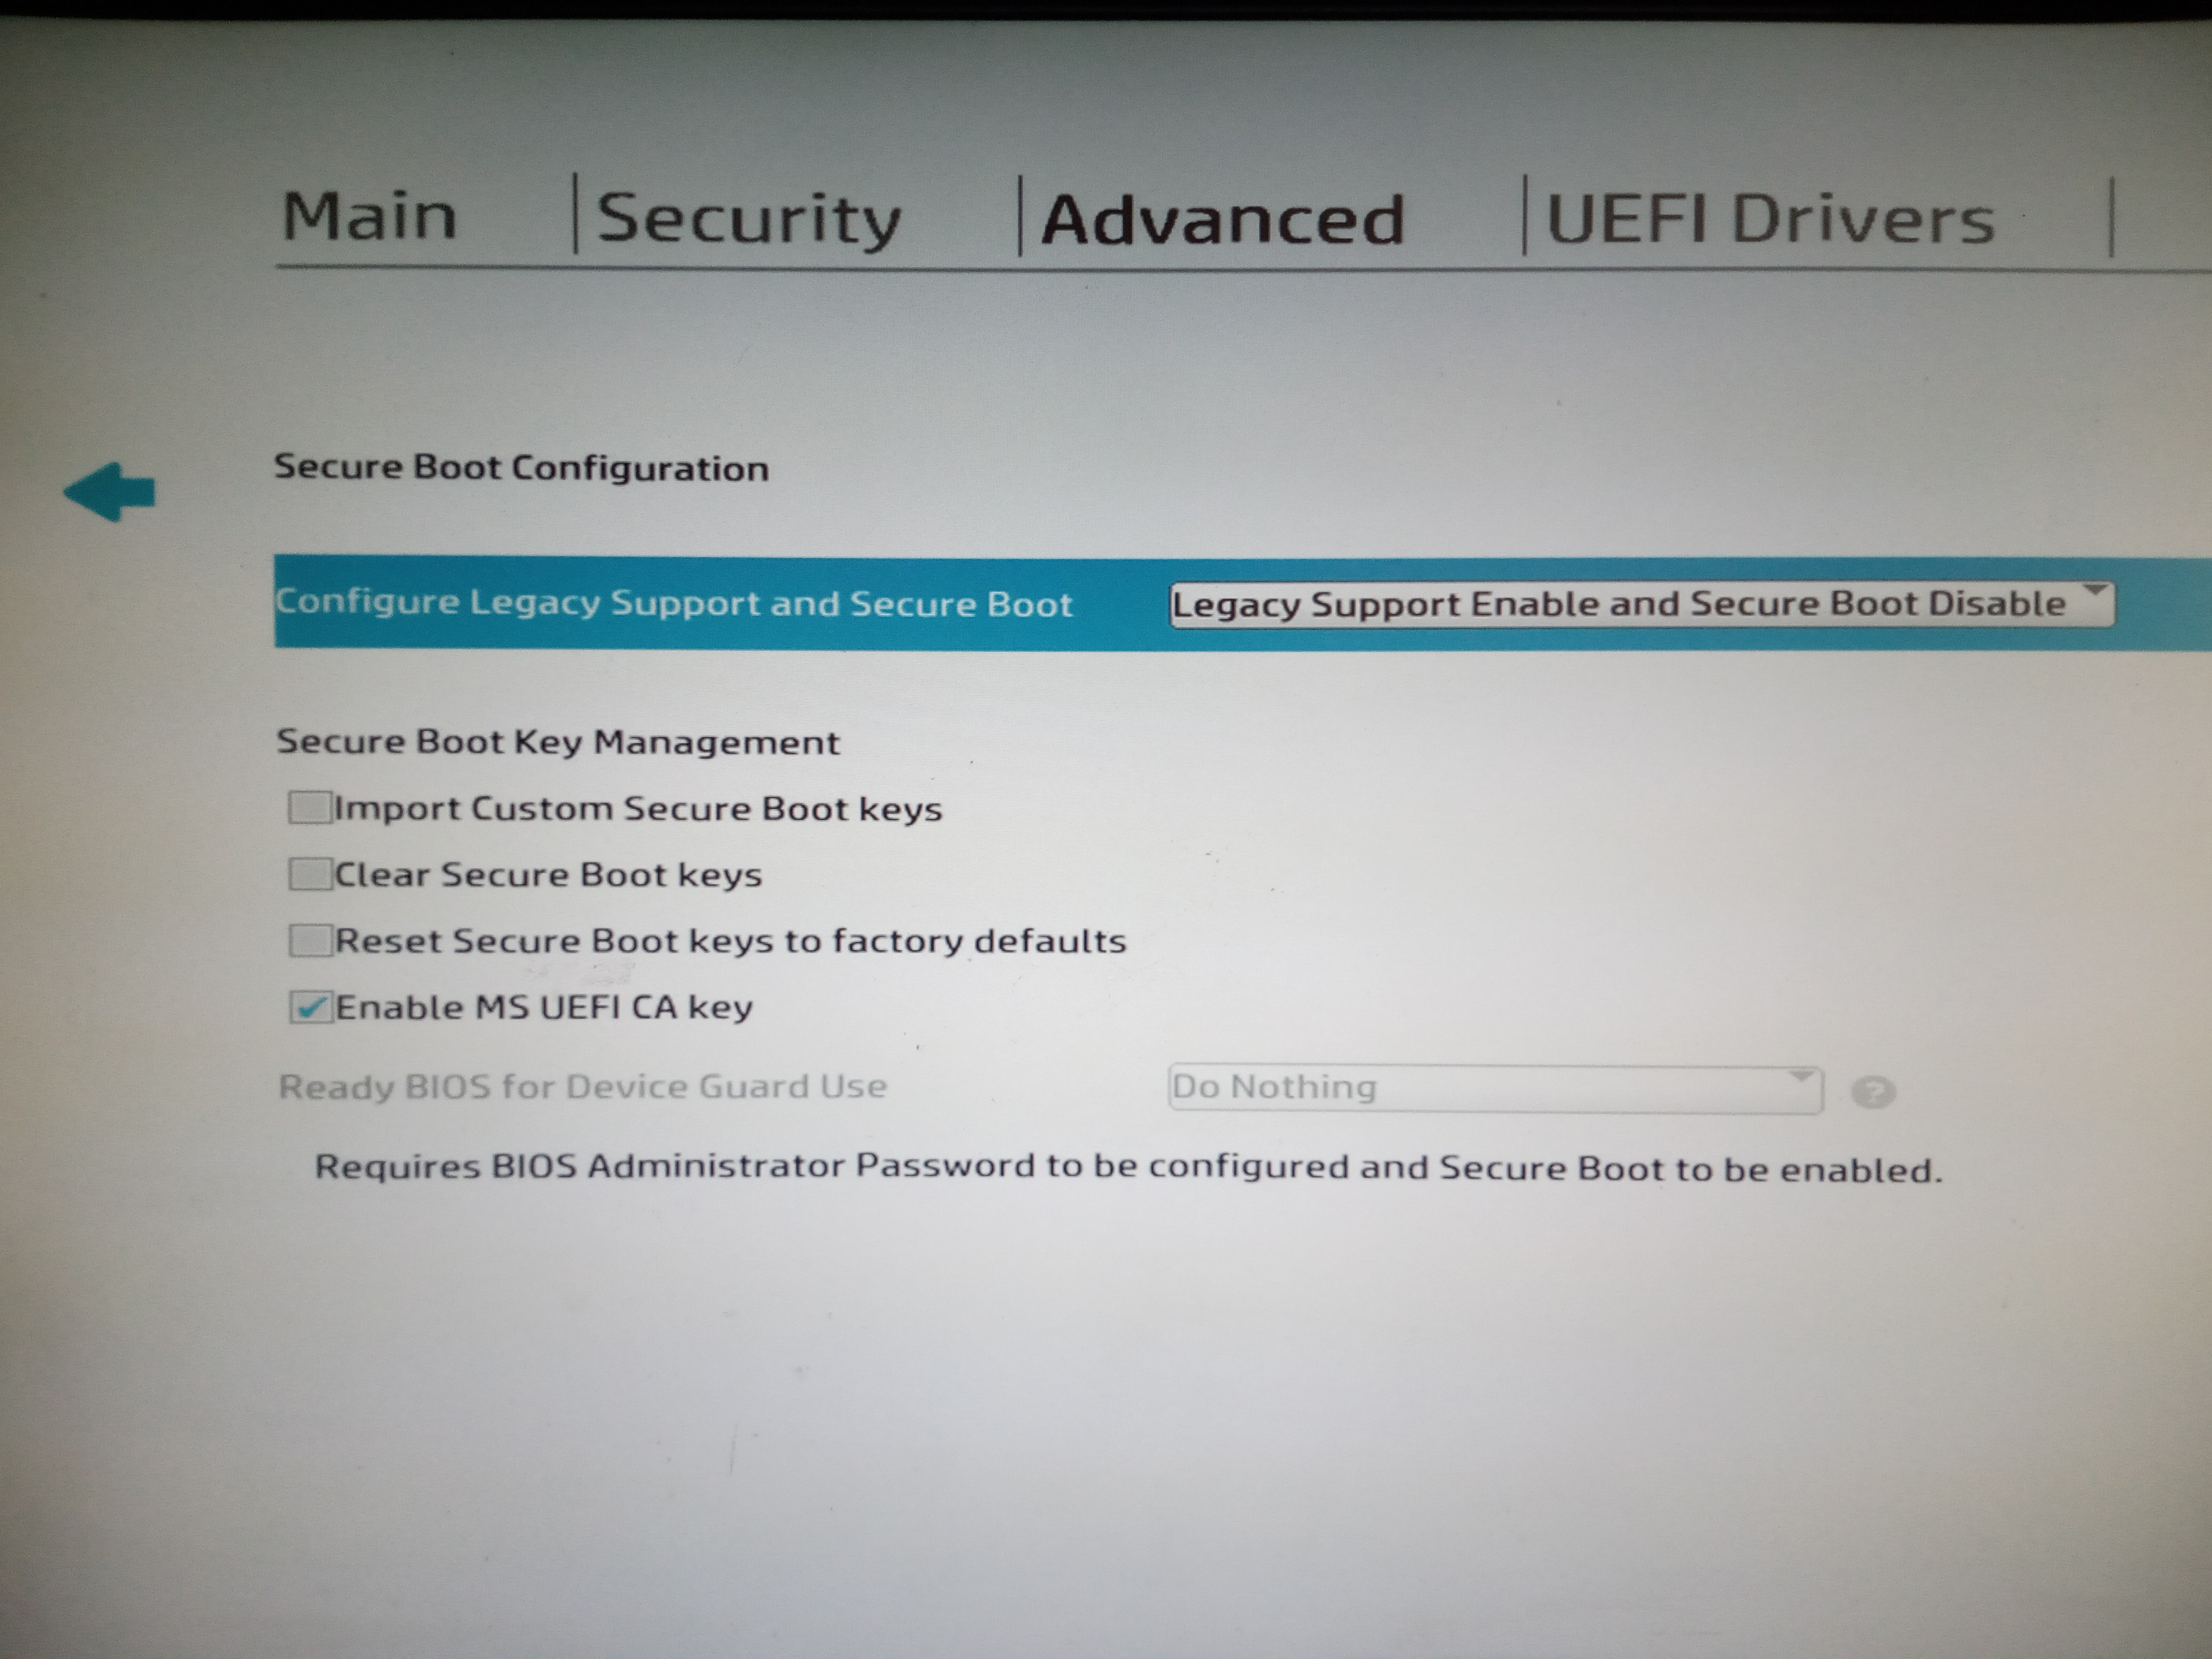 Main Security Advanced UEFI Drivers
Secure Boot Configuration
Configure Legacy Support and Secure Boot Legacy Support Enable and Secure Boot Disable
Secure Boot Key Management
Import Custom Secure Boot keys
Clear Secure Boot keys
Reset Secure Boot keys to factory defaults
Enable MS UEFI CA key
Ready BIOS for Device Guard Use Do Nothing ?
Requires BIOS Administrator Password to be configured and Secure Boot to be enabled.